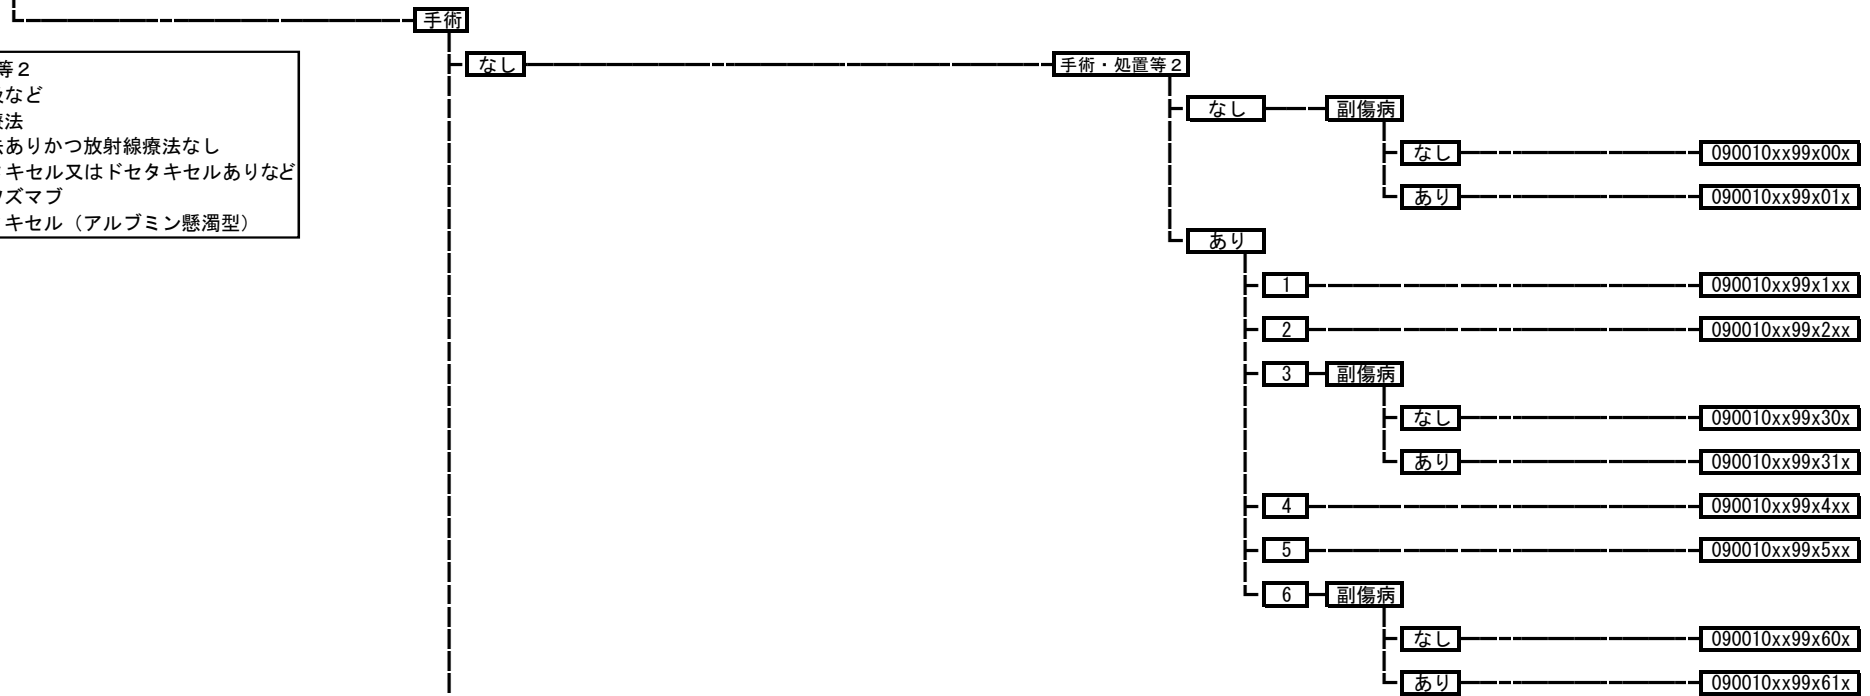 手術
なし
手術・処置等２
なし
副傷病
なし
090010xx99x00x
あり
090010xx99x01x
あり
1
090010xx99x1xx
2
090010xx99x2xx
3
副傷病
なし
090010xx99x30x
あり
090010xx99x31x
4
090010xx99x4xx
5
090010xx99x5xx
6
副傷病
なし
090010xx99x60x
あり
090010xx99x61x
等２
など
療法
法ありかつ放射線療法なし
キセル又はドセタキセルありなど
ズマブ
キセル（アルブミン懸濁型）